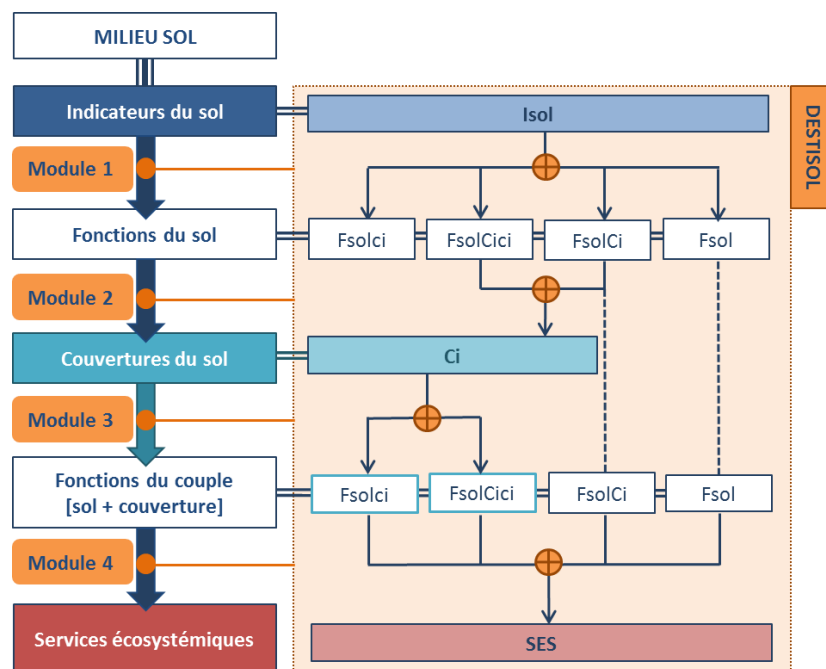 MILIEU SOL
Indicateurs du sol
Isol
DESTISOL
Module 1
Fonctions du sol
Fsolci
FsolCici
FsolCi
Fsol
Module 2
Couvertures du sol
Ci
Module 3
Fonctions du couple
[sol + couverture]
Fsolci
FsolCici
FsolCi
Fsol
Module 4
Services écosystémiques
SES